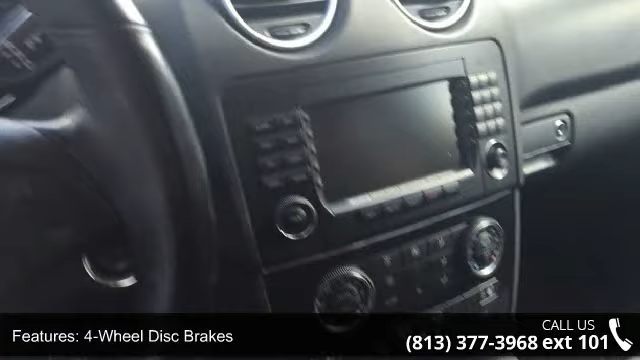 Features: 4-Wheel Disc Brakes
CALL US
(813) 377-3968 ext 101